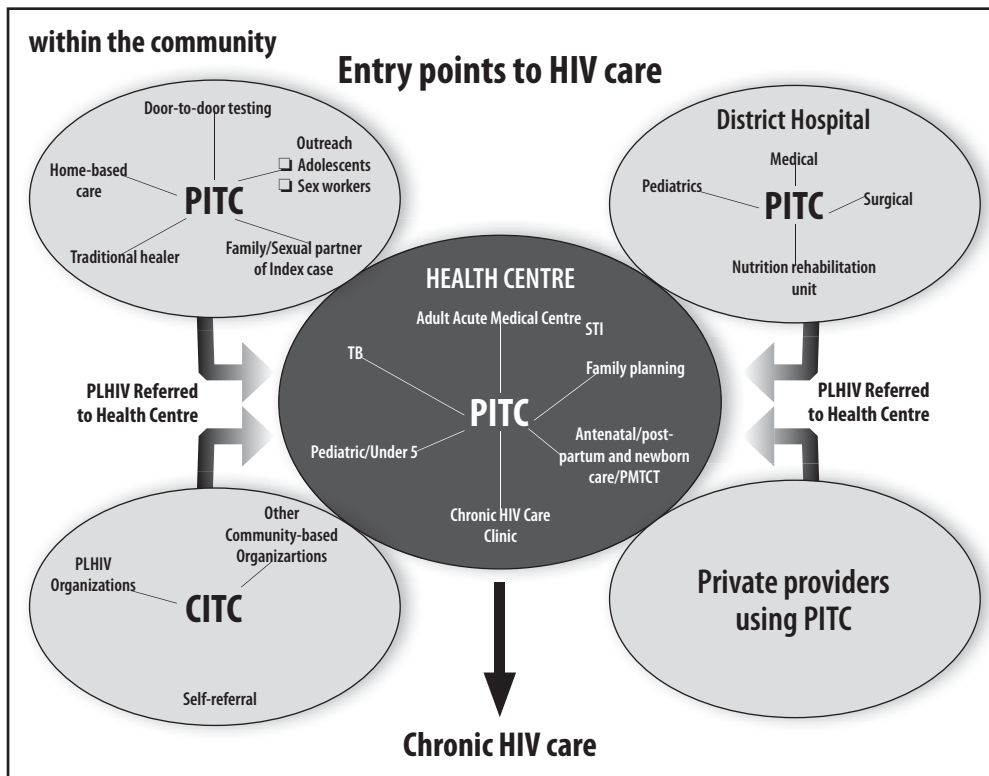 within the community
Entry points to HIV care
Door-to-door testing
Outreach
❏ Adolescents
❏ Sex workers
Home-based
care
PITC
Traditional healer
Family/Sexual partner
of Index case
District Hospital
Medical
Pediatrics
PITC
Surgical
Nutrition rehabilitation
unit
HEALTH CENTRE
Adult Acute Medical Centre
STI
TB
Family planning
PITC
Pediatric/Under 5
Antenatal/post-
partum and newborn
care/PMTCT
Chronic HIV Care
Clinic
PLHIV Referred
to Health Centre
PLHIV Referred
to Health Centre
Other
Community-based
Organizartions
PLHIV
Organizations
CITC
Self-referral
Private providers
using PITC
Chronic HIV care